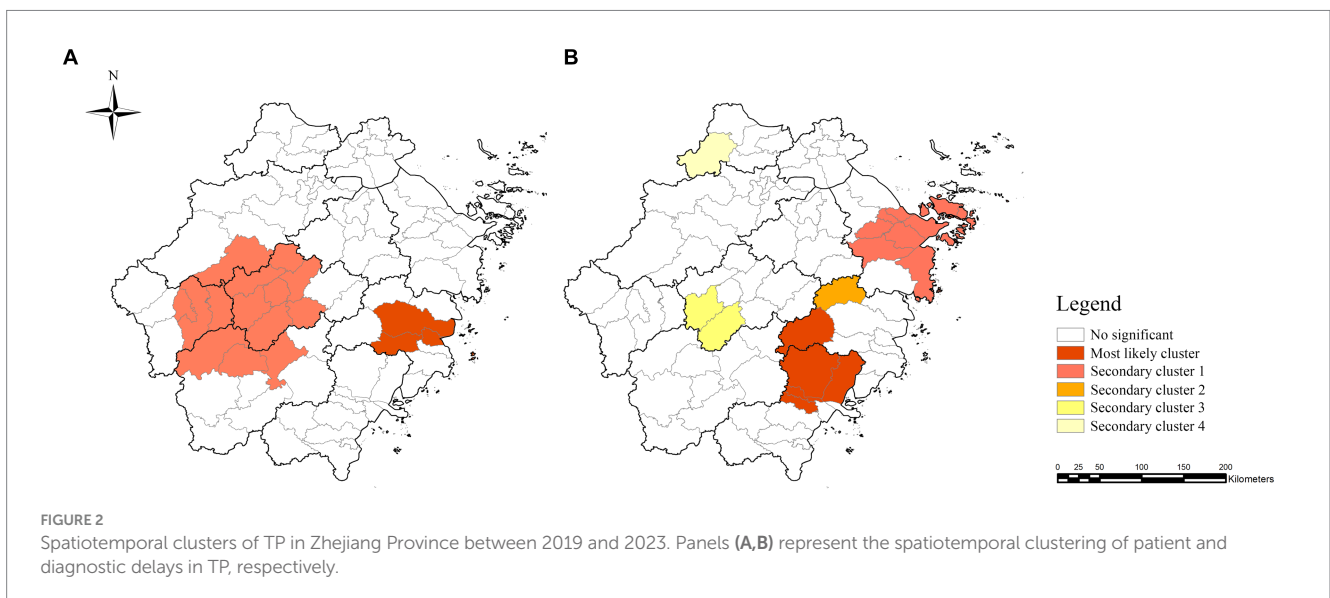 A
B
N
Legend
No significant
Most likely cluster
Secondary cluster 1
Secondary cluster 2
Secondary cluster 3
Secondary cluster 4
0 25 50 100 150 200
Kilometers
FIGURE 2
Spatiotemporal clusters of TP in Zhejiang Province between 2019 and 2023. Panels (A,B) represent the spatiotemporal clustering of patient and
diagnostic delays in TP, respectively.